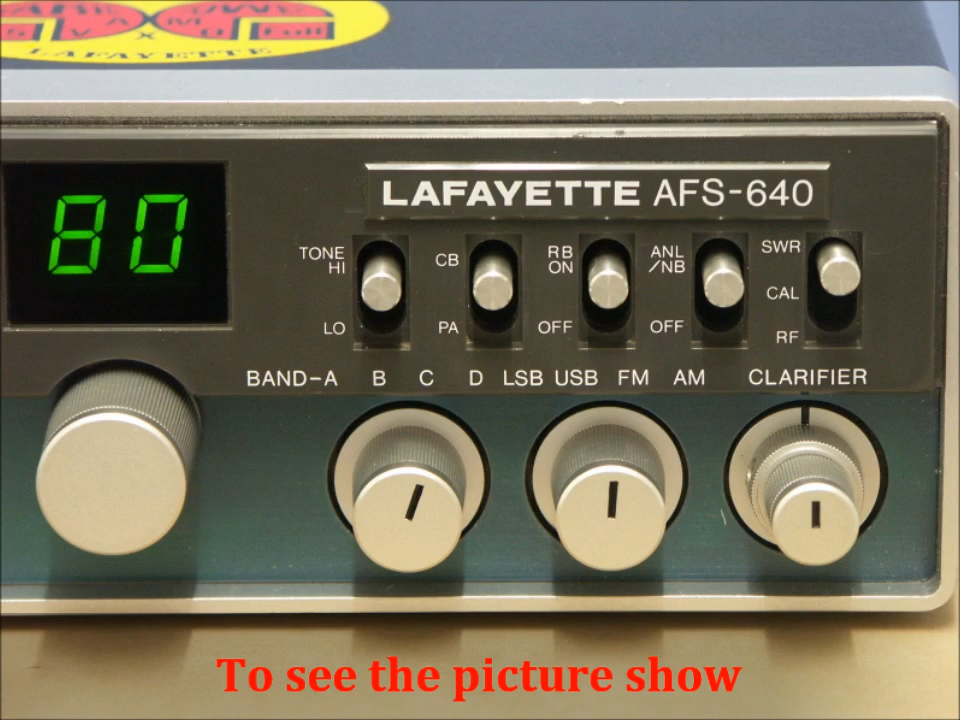 LAFAYETTE
80
LAFAYETTE AFS-640
TONE HI
LO
CB
PA
RB ON
OFF
ANL /NB
OFF
SWR
CAL
RF
BAND-A B C D LSB USB FM AM CLARIFIER
To see the picture show